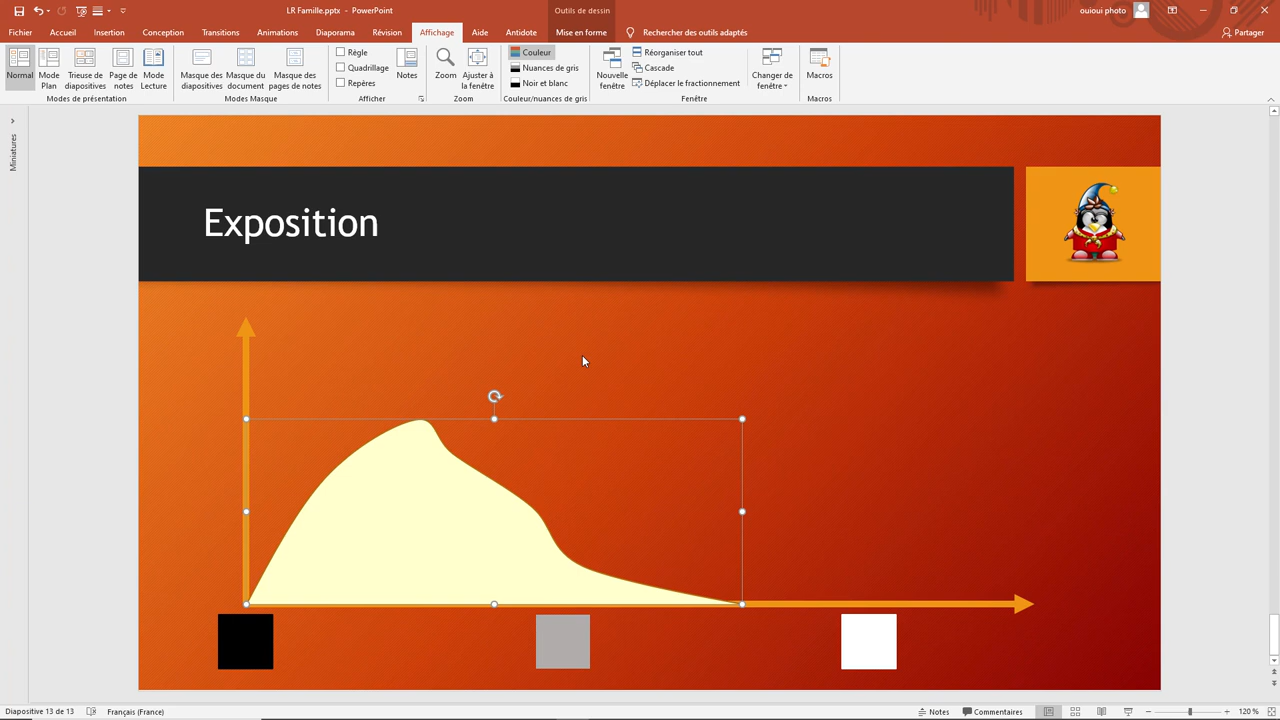 LR Famille.pptx - PowerPoint
Outils de dessin
ouioui photo
Fichier Accueil Insertion Conception Transitions Animations Diaporama Révision Affichage Aide Antidote Mise en forme Rechercher des outils adaptés Partager
Normal
Mode Plan
Trieuse de diapositives
Page de notes
Mode Lecture
Modes de présentation
Masque des diapositives
Masque du document
Masque des pages de notes
Modes Masque
Règle
Quadrillage
Repères
Afficher
Notes
Zoom
Ajuster à la fenêtre
Zoom
Couleur
Nuances de gris
Noir et blanc
Couleur/nuances de gris
Nouvelle fenêtre
Réorganiser tout
Cascade
Déplacer le fractionnement
Fenêtre
Changer de fenêtre
Macros
Macros
Miniatures
Exposition
Diapositive 13 de 13 Français (France) Notes Commentaires 120 %